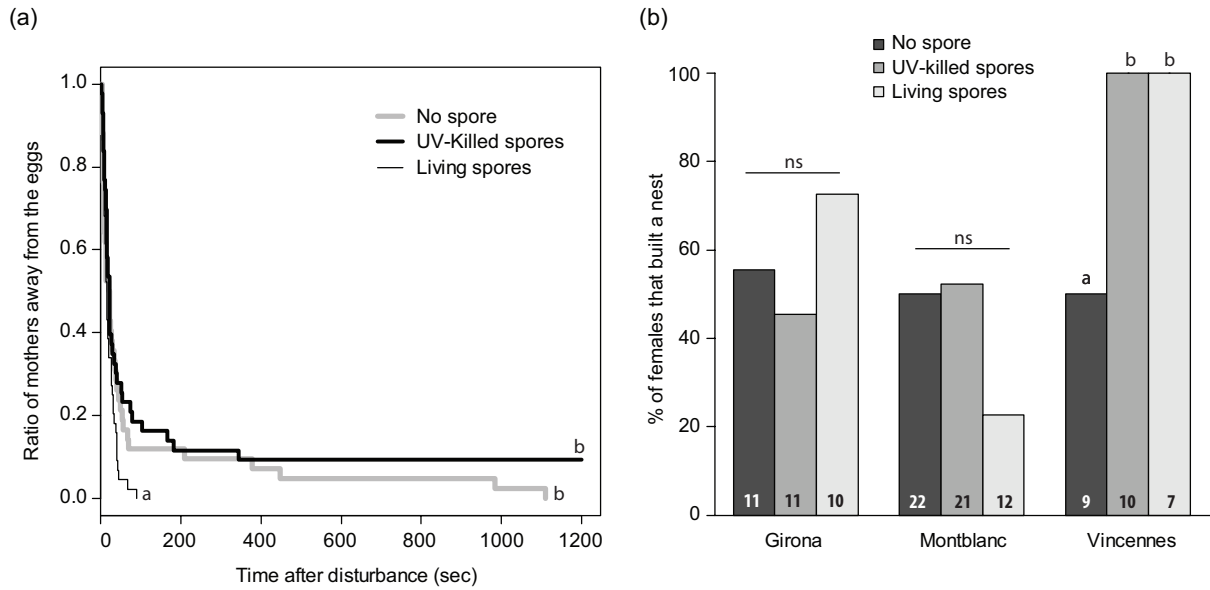 (a)
1.0
0.8
0.6
0.4
0.2
0.0
Ratio of mothers away from the eggs
No spore
UV-Killed spores
Living spores
a
b
b
0 200 400 600 800 1000 1200
Time after disturbance (sec)
(b)
No spore
UV-killed spores
Living spores
100
80
60
40
20
0
% of females that built a nest
ns
ns
a
b b
11 11 10 22 21 12 9 10 7
Girona Montblanc Vincennes